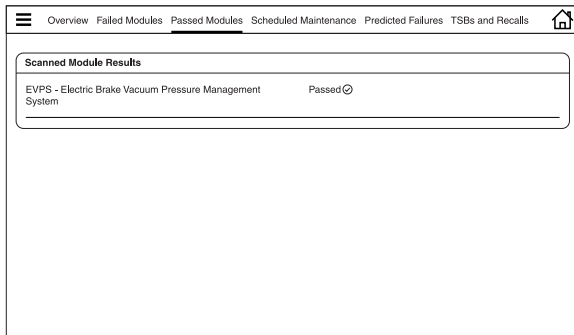 Overview Failed Modules Passed Modules Scheduled Maintenance Predicted Failures TSBs and Recalls
Scanned Module Results
EVPS - Electric Brake Vacuum Pressure Management Passed
System